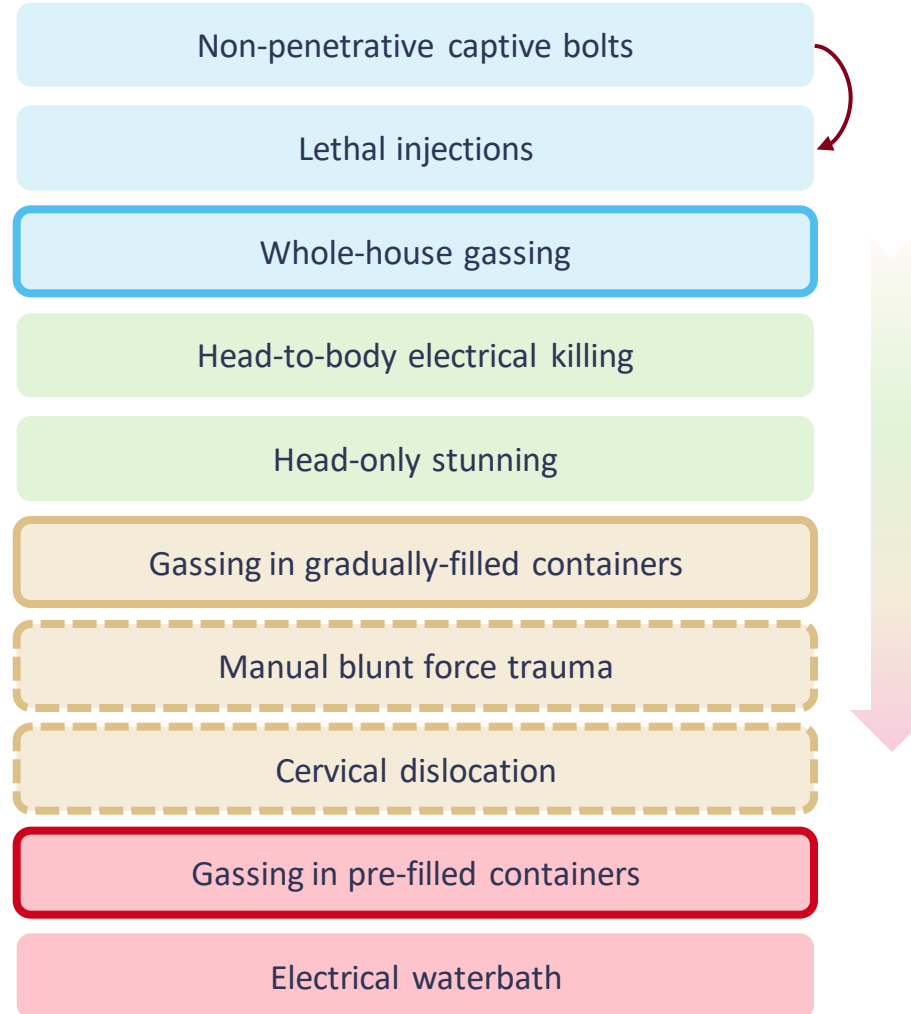 Non-penetrative captive bolts
Lethal injections
Whole-house gassing
Head-to-body electrical killing
Head-only stunning
Gassing in gradually-filled containers
Manual blunt force trauma
Cervical dislocation
Gassing in pre-filled containers
Electrical waterbath